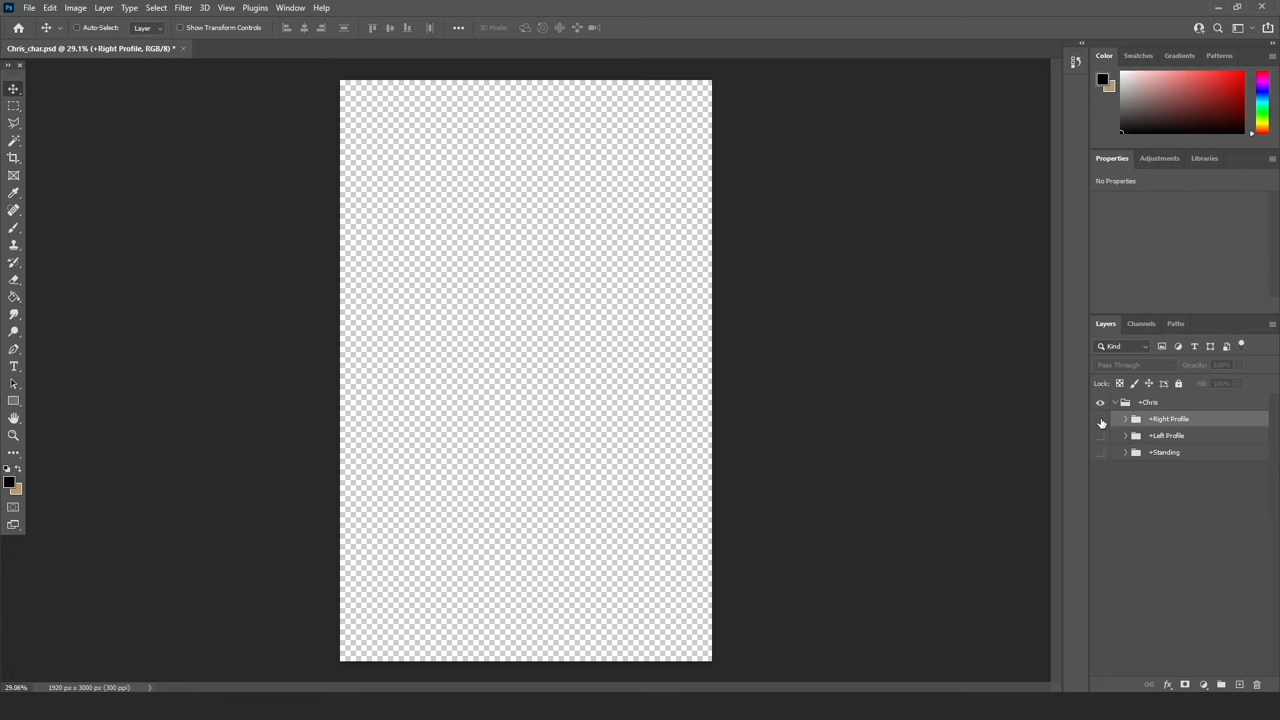 Ps File Edit Image Layer Type Select Filter 3D View Plugins Window Help
Auto-Select: Layer Show Transform Controls 3D Mode:
Chris_char.psd @ 29.1% (+Right Profile, RGB/8) *
Color Swatches Gradients Patterns
Properties Adjustments Libraries
No Properties
Layers Channels Paths
Kind
Pass Through Opacity: 100%
Lock: Fill: 100%
+Chris
+Right Profile
+Left Profile
+Standing
29.06% 1920 px x 3000 px (300 ppi)